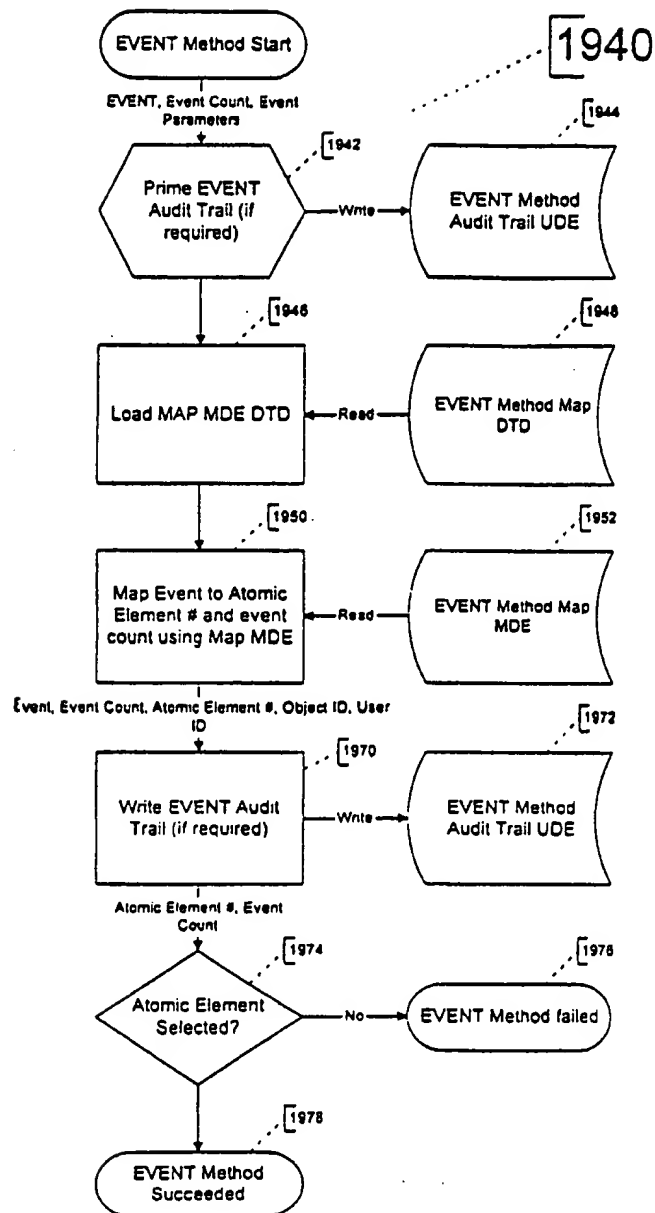 EVENT Method Start
1940
EVENT, Event Count, Event
Parameters
1942
1944
Prime EVENT
Audit Trail (if
required)
Write
EVENT Method
Audit Trail UDE
1946
1948
Load MAP MDE DTD
Read
EVENT Method Map
DTD
1950
1952
Map Event to Atomic
Element # and event
count using Map MDE
Read
EVENT Method Map
MDE
Event, Event Count, Atomic Element #, Object ID, User
ID
1970
1972
Write EVENT Audit
Trail (if required)
Write
EVENT Method
Audit Trail UDE
Atomic Element #, Event
Count
1974
1976
Atomic Element
Selected?
No
EVENT Method failed
1978
EVENT Method
Succeeded